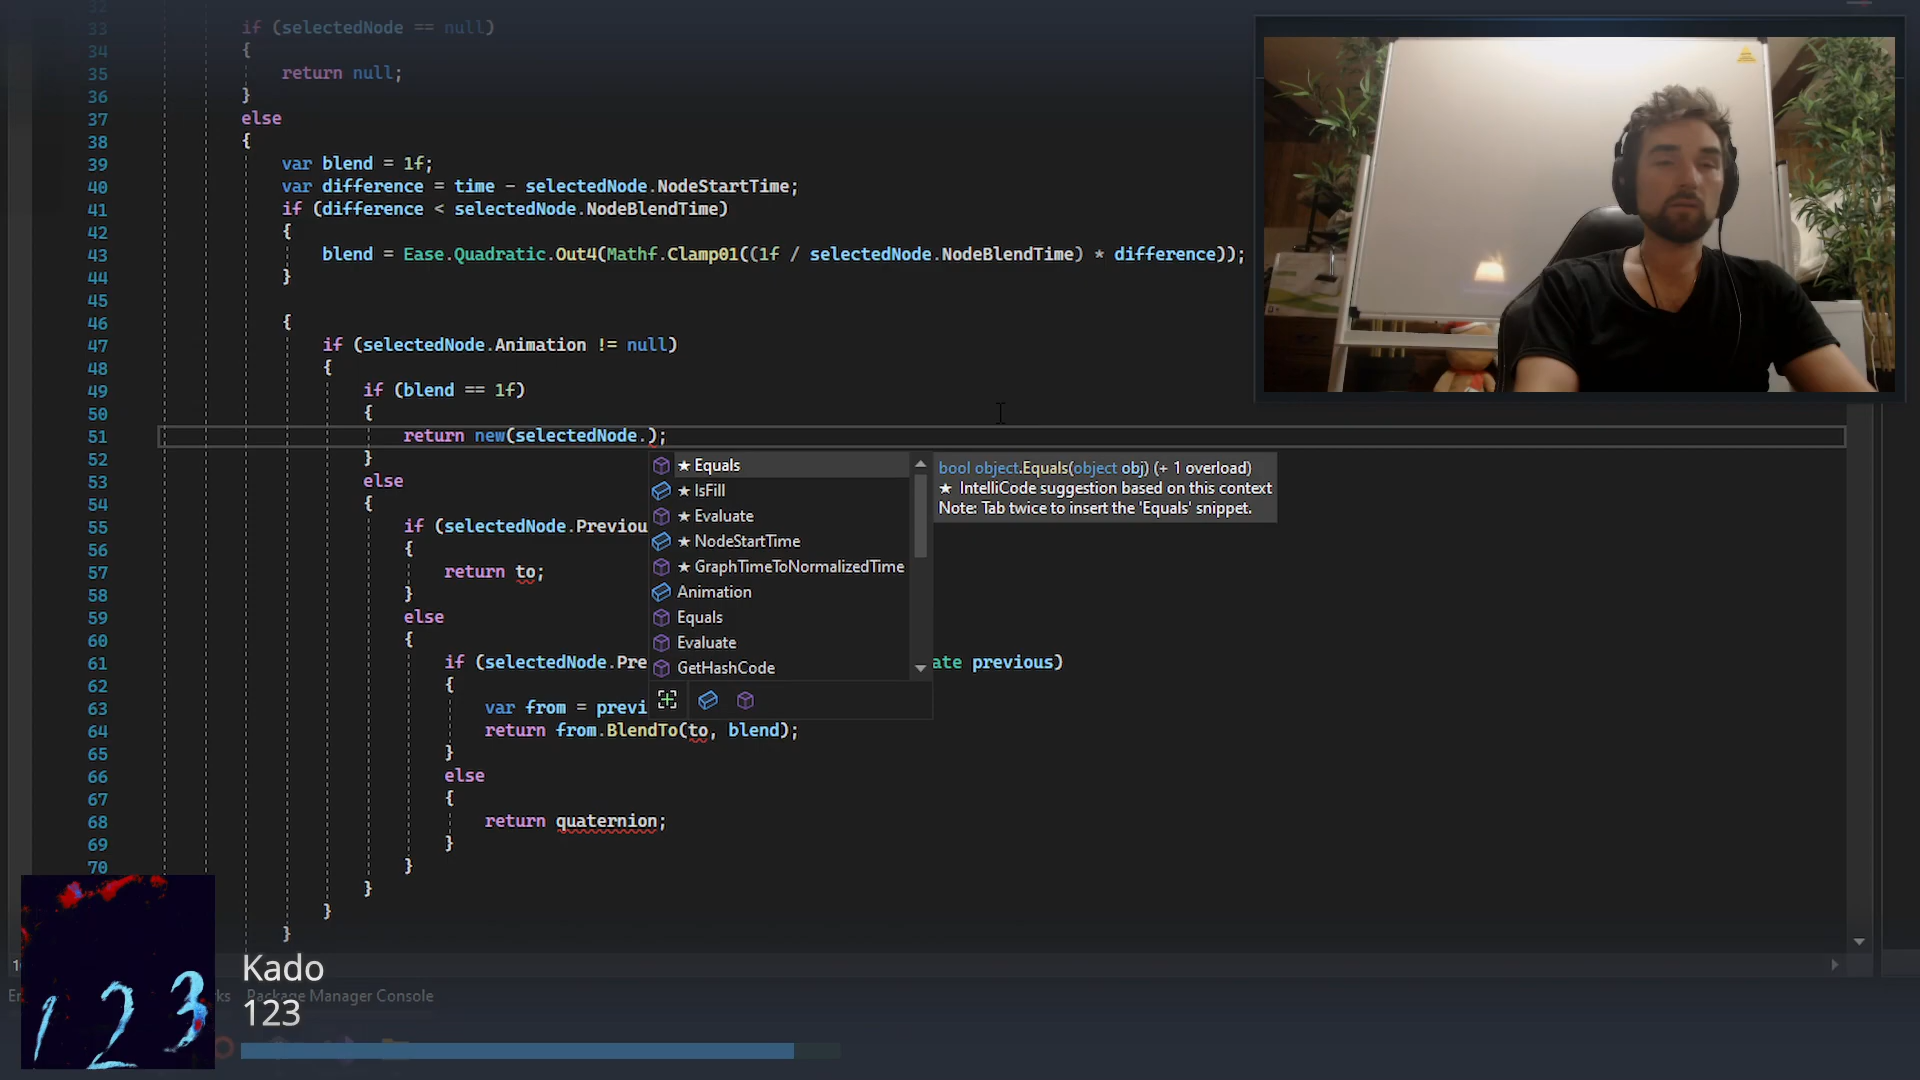 32
33 if (selectedNode == null)
34 {
35 return null;
36 }
37 else
38 {
39 var blend = 1f;
40 var difference = time - selectedNode.NodeStartTime;
41 if (difference < selectedNode.NodeBlendTime)
42 {
43 blend = Ease.Quadratic.Out4(Mathf.Clamp01((1f / selectedNode.NodeBlendTime) * difference));
44 }
45
46 {
47 if (selectedNode.Animation != null)
48 {
49 if (blend == 1f)
50 {
51 return new(selectedNode.);
52 }
53 else
54 {
55 if (selectedNode.Previou
56 {
57 return to;
58 }
59 else
60 {
61 if (selectedNode.Pre ate previous)
62 {
63 var from = previ
64 return from.BlendTo(to, blend);
65 }
66 else
67 {
68 return quaternion;
69 }
70 }
}
}
}
★ Equals
★ IsFill
★ Evaluate
★ NodeStartTime
★ GraphTimeToNormalizedTime
Animation
Equals
Evaluate
GetHashCode
bool object.Equals(object obj) (+ 1 overload)
★ IntelliCode suggestion based on this context
Note: Tab twice to insert the 'Equals' snippet.
Package Manager Console
123
Kado
123